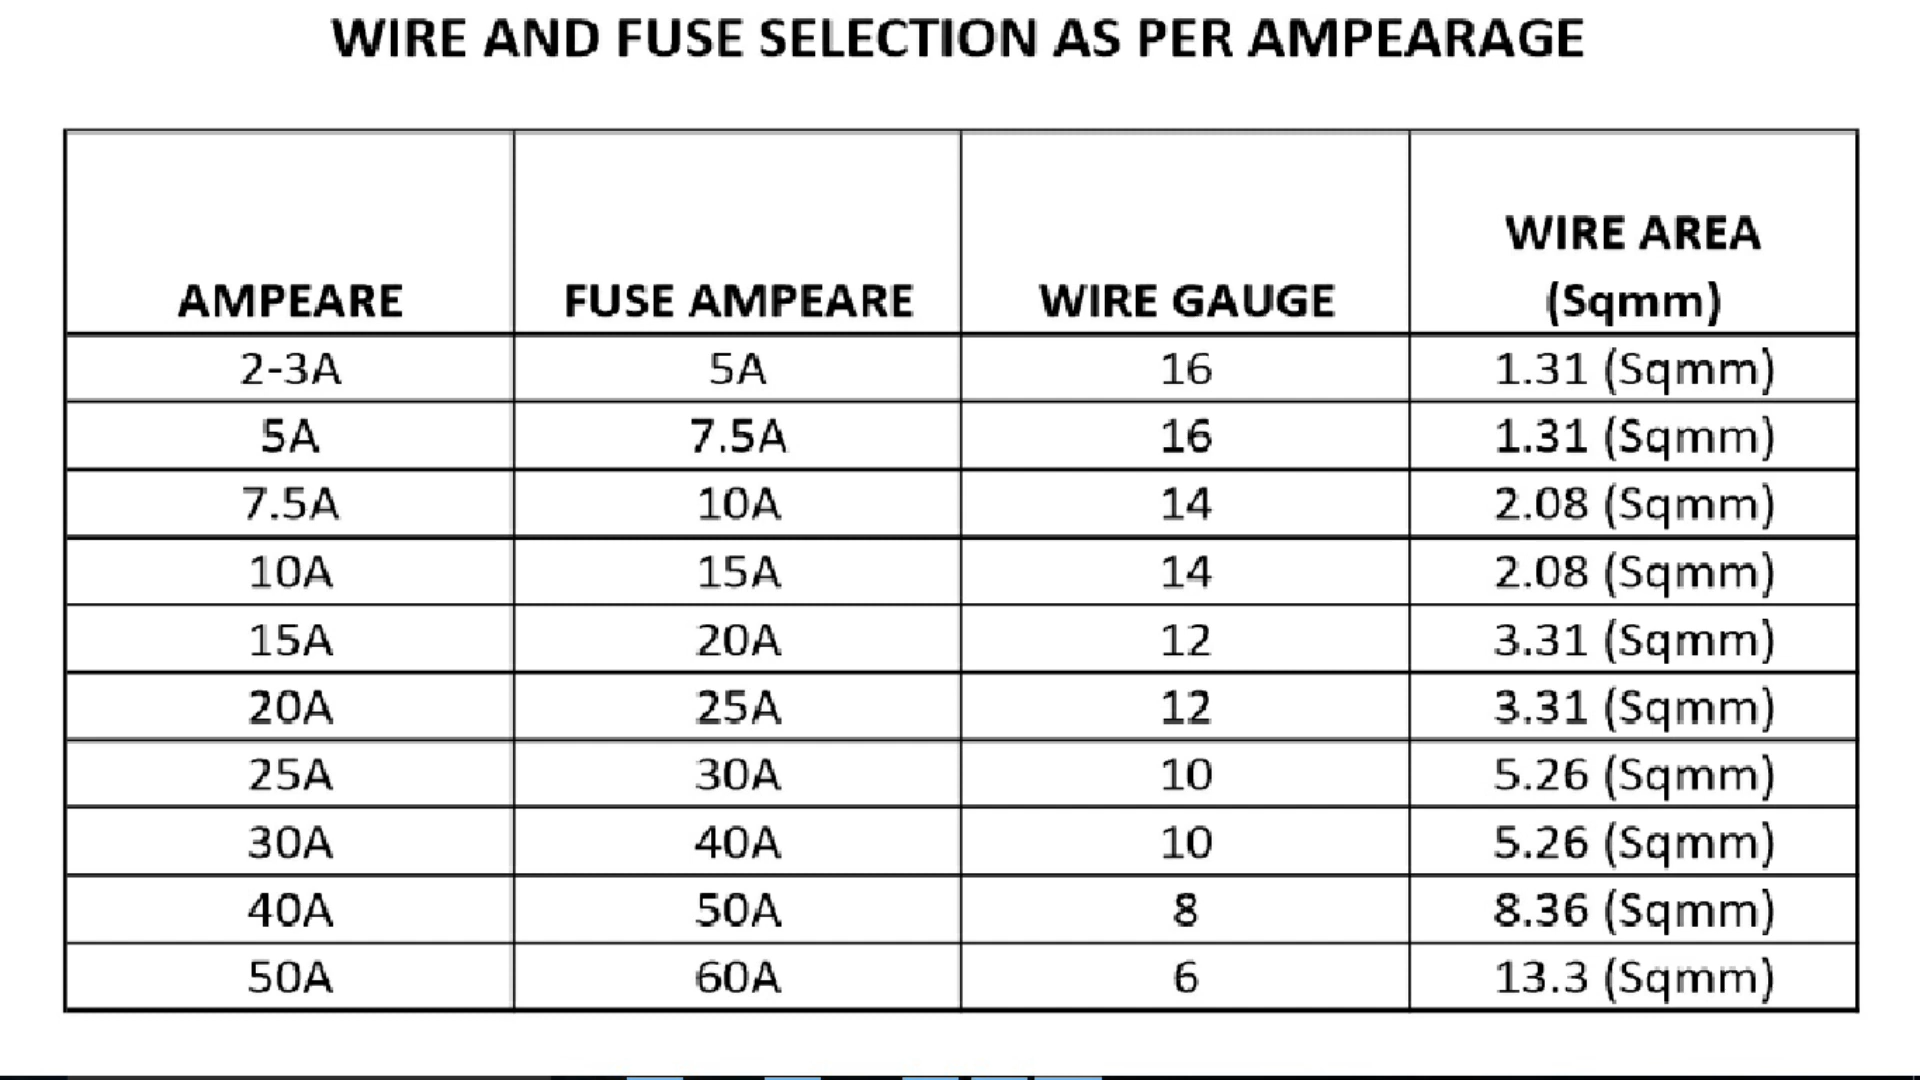 WIRE AND FUSE SELECTION AS PER AMPEARAGE
AMPEARE FUSE AMPEARE WIRE GAUGE WIRE AREA
(Sqmm)
2-3A 5A 16 1.31 (Sqmm)
5A 7.5A 16 1.31 (Sqmm)
7.5A 10A 14 2.08 (Sqmm)
10A 15A 14 2.08 (Sqmm)
15A 20A 12 3.31 (Sqmm)
20A 25A 12 3.31 (Sqmm)
25A 30A 10 5.26 (Sqmm)
30A 40A 10 5.26 (Sqmm)
40A 50A 8 8.36 (Sqmm)
50A 60A 6 13.3 (Sqmm)